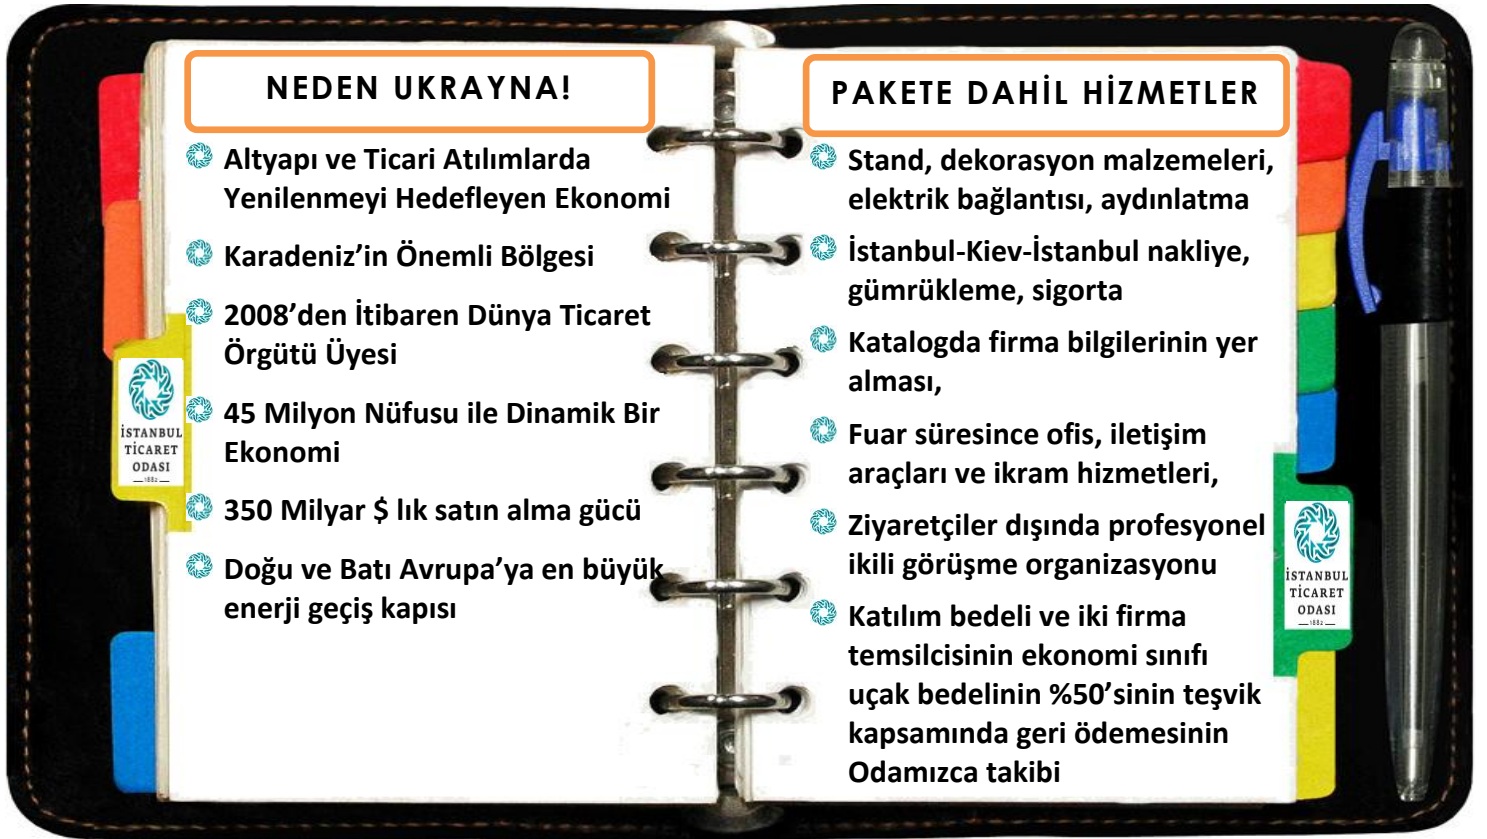 NEDEN UKRAYNA!
Altyapı ve Ticari Atılımlarda
Yenilenmeyi Hedefleyen Ekonomi
Karadeniz’in Önemli Bölgesi
2008’den İtibaren Dünya Ticaret
Örgütü Üyesi
45 Milyon Nüfusu ile Dinamik Bir
Ekonomi
350 Milyar $ lık satın alma gücü
Doğu ve Batı Avrupa’ya en büyük
enerji geçiş kapısı
İSTANBUL
TİCARET
ODASI
1882
PAKETE DAHİL HİZMETLER
Stand, dekorasyon malzemeleri,
elektrik bağlantısı, aydınlatma
İstanbul-Kiev-İstanbul nakliye,
gümrükleme, sigorta
Katalogda firma bilgilerinin yer
alması,
Fuar süresince ofis, iletişim
araçları ve ikram hizmetleri,
Ziyaretçiler dışında profesyonel
ikili görüşme organizasyonu
Katılım bedeli ve iki firma
temsilcisinin ekonomi sınıfı
uçak bedelinin %50’sinin teşvik
kapsamında geri ödemesinin
Odamızca takibi
İSTANBUL
TİCARET
ODASI
1882